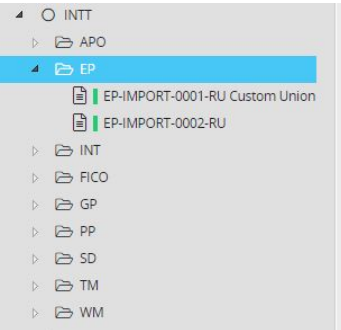 INTT
APO
EP
EP-IMPORT-0001-RU Custom Union
EP-IMPORT-0002-RU
INT
FICO
GP
PP
SD
TM
WM